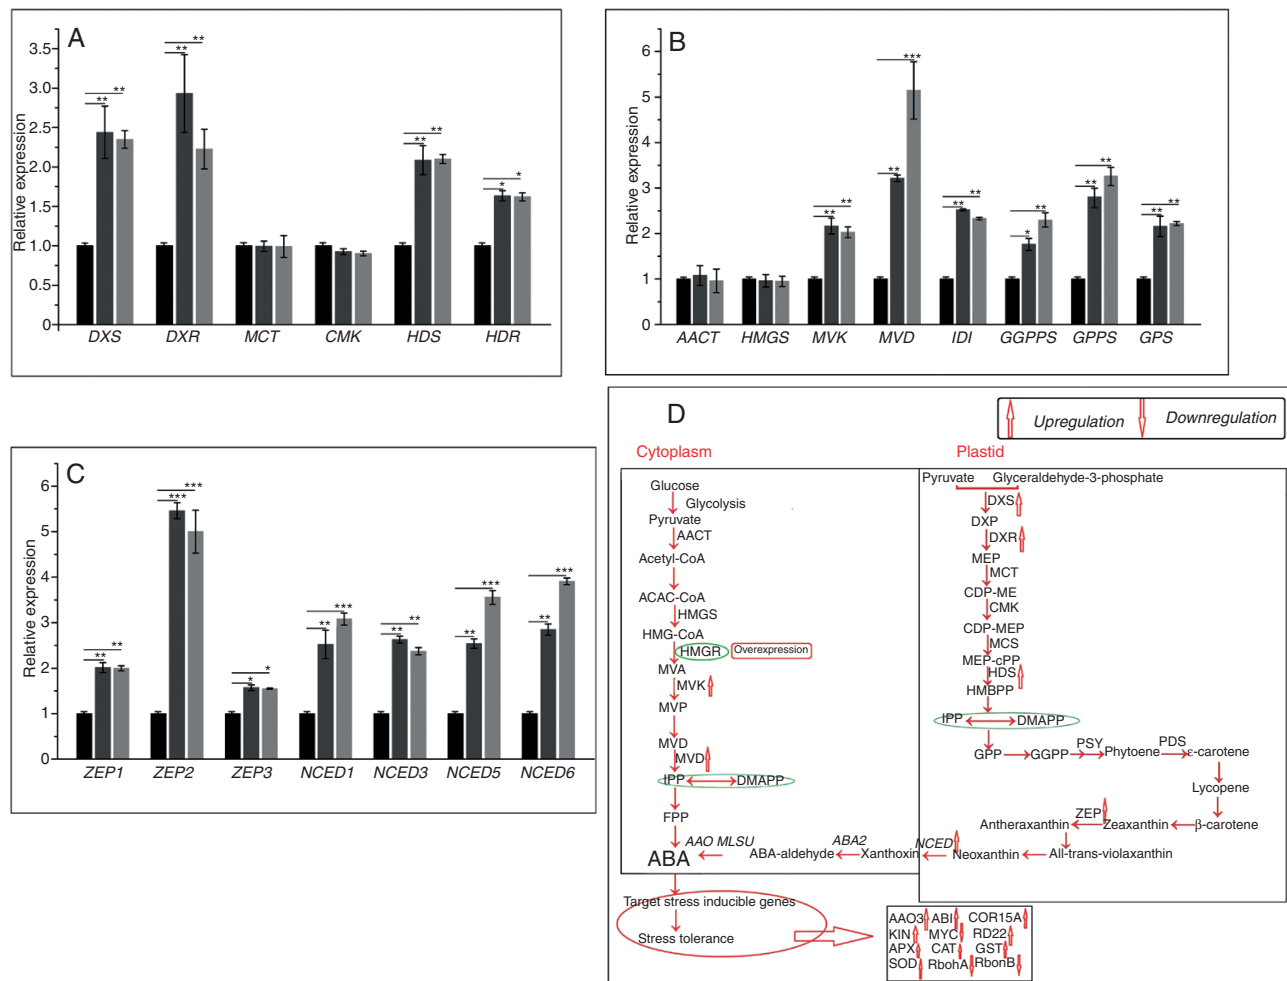 A
Relative expression
3.5
3.0
2.5
2.0
1.5
1.0
0.5
0
** ** ** ** ** ** * *
DXS DXR MCT CMK HDS HDR
B
Relative expression
6
5
4
3
2
1
0
** ** ** *** ** ** * ** ** ** ** **
AACT HMGS MVK MVD IDI GGPPS GPPS GPS
C
Relative expression
6
5
4
3
2
1
0
** ** *** *** * * ** *** ** ** ** *** ** ***
ZEP1 ZEP2 ZEP3 NCED1 NCED3 NCED5 NCED6
D
Upregulation Downregulation
Cytoplasm
Glucose
Glycolysis
Pyruvate
AACT
Acetyl-CoA
ACAC-CoA
HMGS
HMG-CoA
HMGR Overexpression
MVA
MVK
MVP
MVD
MVD
IPP DMAPP
FPP
Plastid
Pyruvate Glyceraldehyde-3-phosphate
DXS
DXP
DXR
MEP
MCT
CDP-ME
CMK
CDP-MEP
MCS
MEP-cPP
HDS
HMBPP
IPP DMAPP
GPP GGPP PSY Phytoene PDS ε-carotene
Lycopene
ZEP
Antheraxanthin Zeaxanthin β-carotene
ABA AAO MLSU ABA-aldehyde ABA2 Xanthoxin NCED Neoxanthin All-trans-violaxanthin
Target stress inducible genes
Stress tolerance
AAO3 ABI COR15A
KIN MYC RD22
APX CAT GST
SOD RbohA RbonB